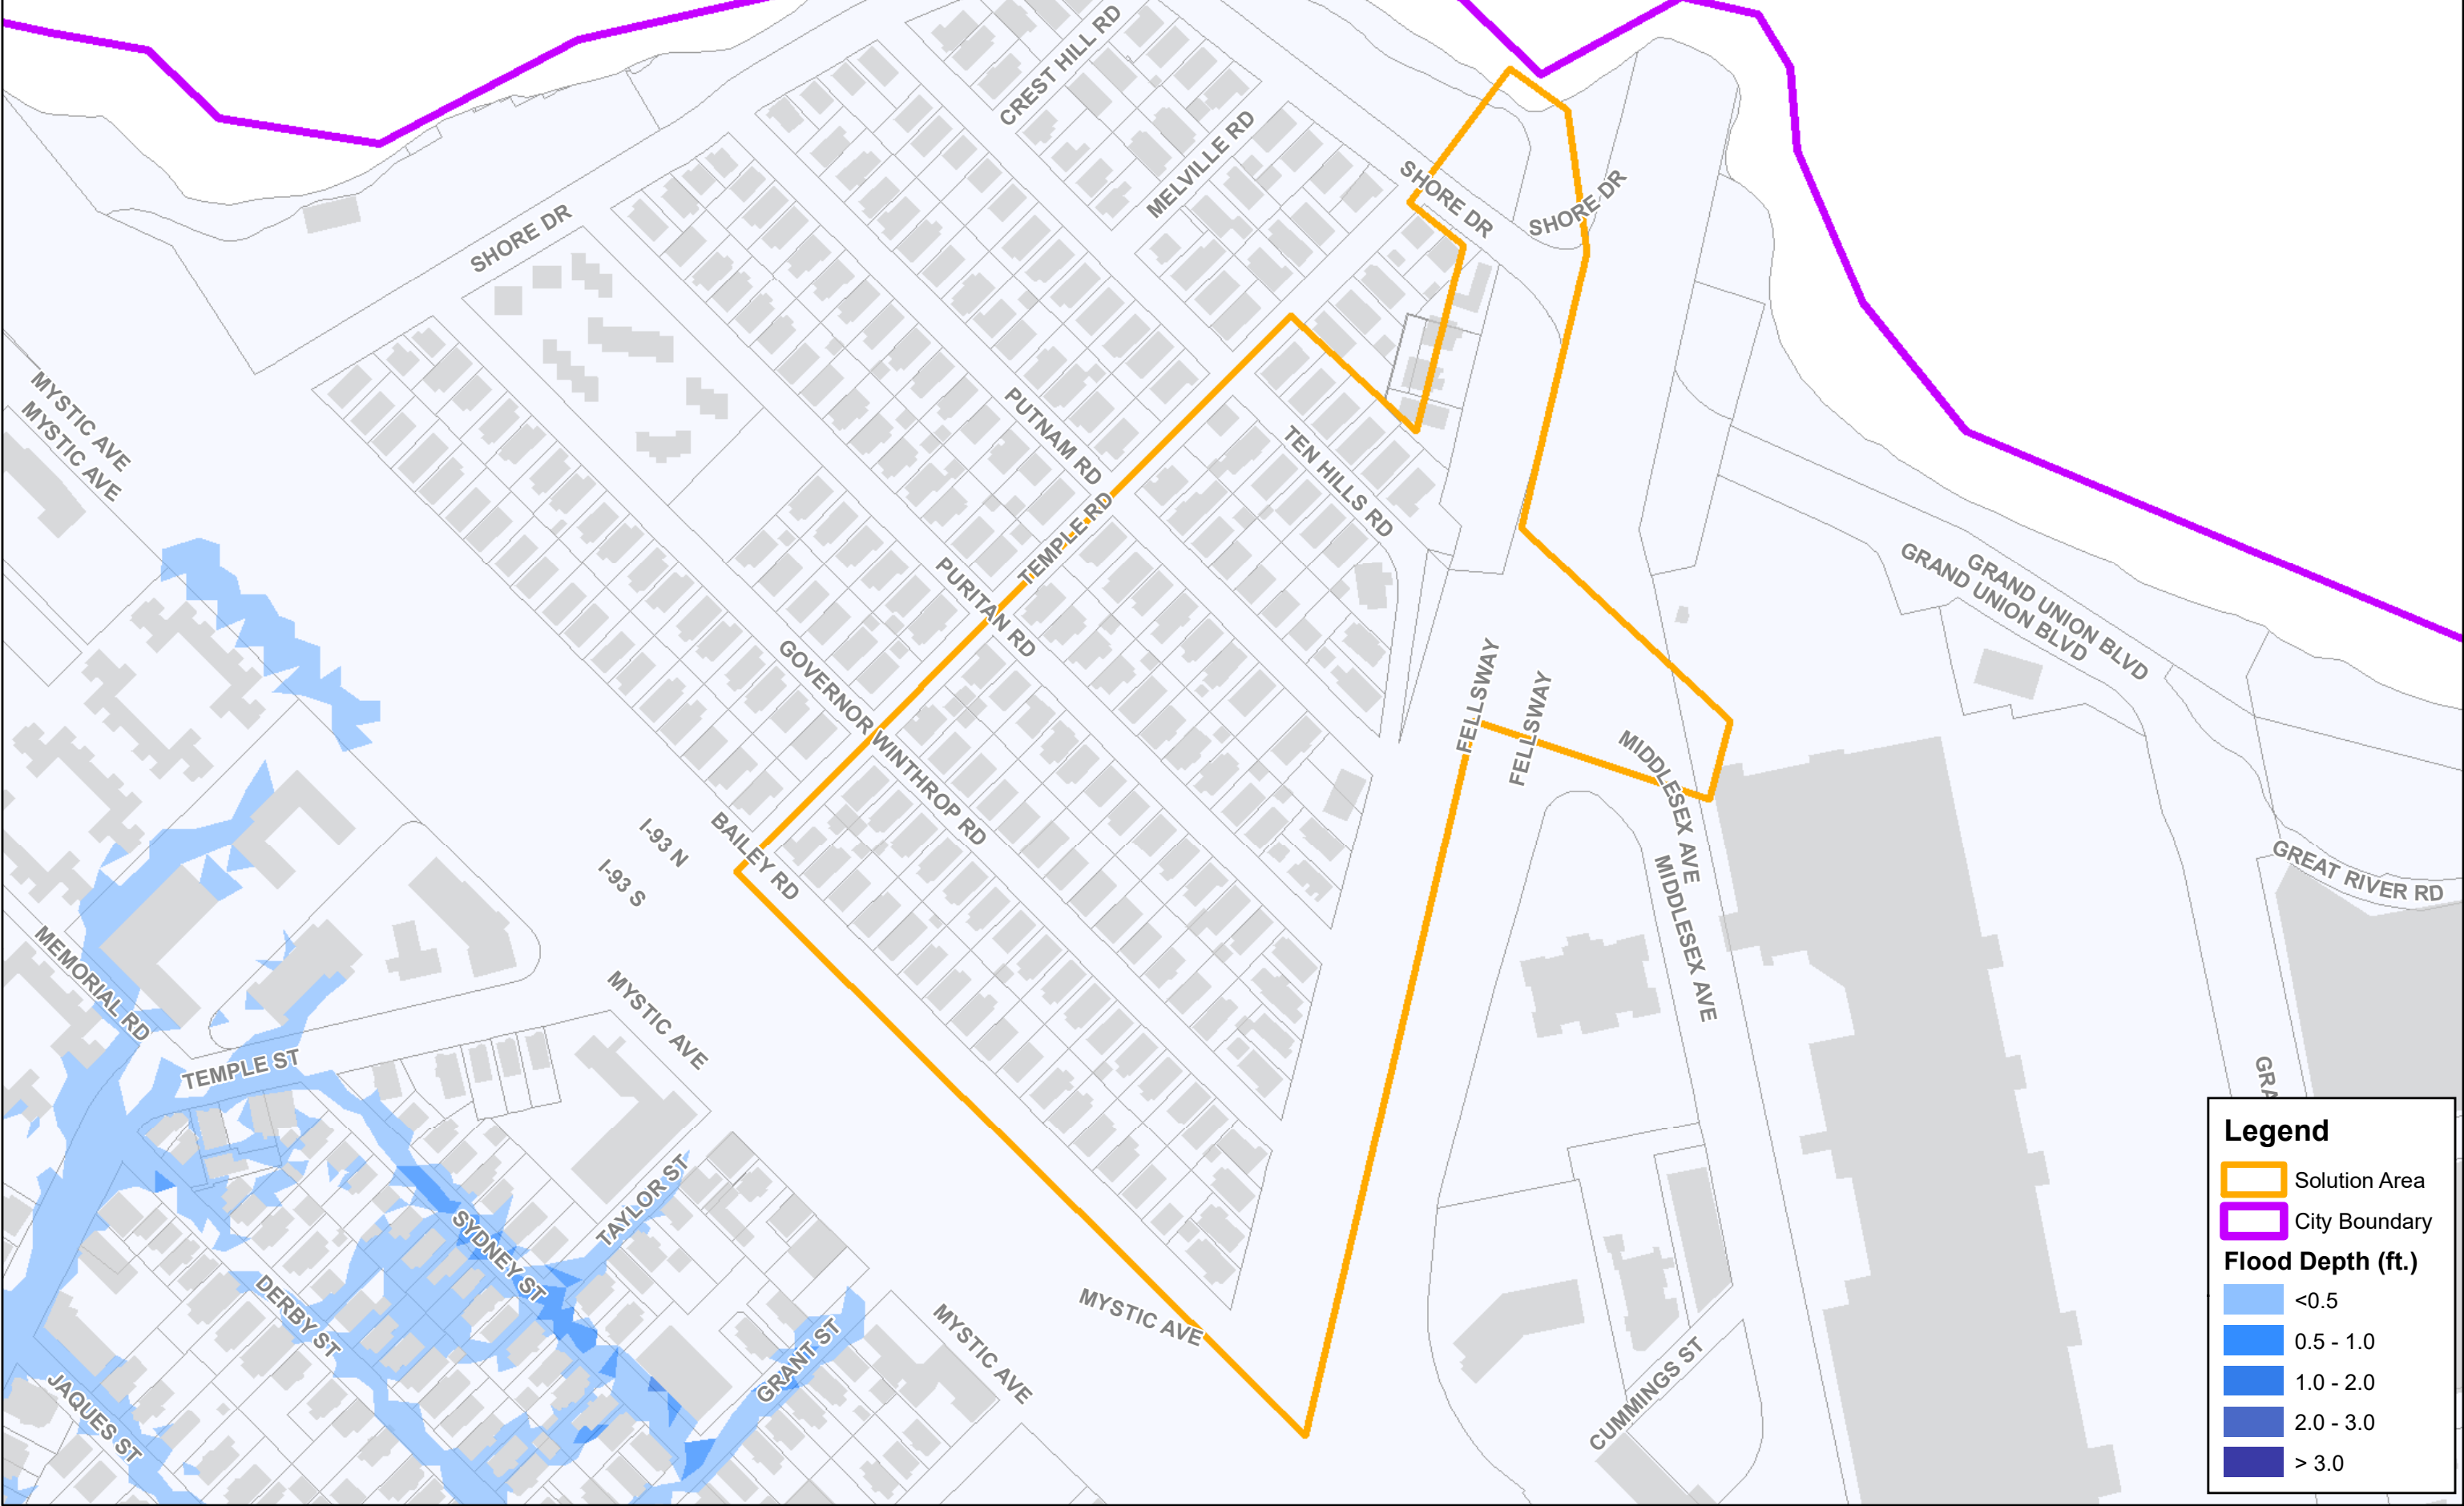 CREST HILL RD
MELVILLE RD
SHORE DR
SHORE DR
SHORE DR
MYSTIC AVE
MYSTIC AVE
PUTNAM RD
TEN HILLS RD
TEMPLE RD
PURITAN RD
GRAND UNION BLVD
GRAND UNION BLVD
GOVERNOR WINTHROP RD
FELLSWAY
FELLSWAY
MIDDLESEX AVE
MIDDLESEX AVE
I-93 N
I-93 S
BAILEY RD
GREAT RIVER RD
MEMORIAL RD
MYSTIC AVE
TEMPLE ST
GRA
TAYLOR ST
SYDNEY ST
DERBY ST
GRANT ST
MYSTIC AVE
MYSTIC AVE
JAQUES ST
CUMMINGS ST
Legend
Solution Area
City Boundary
Flood Depth (ft.)
<0.5
0.5 - 1.0
1.0 - 2.0
2.0 - 3.0
> 3.0